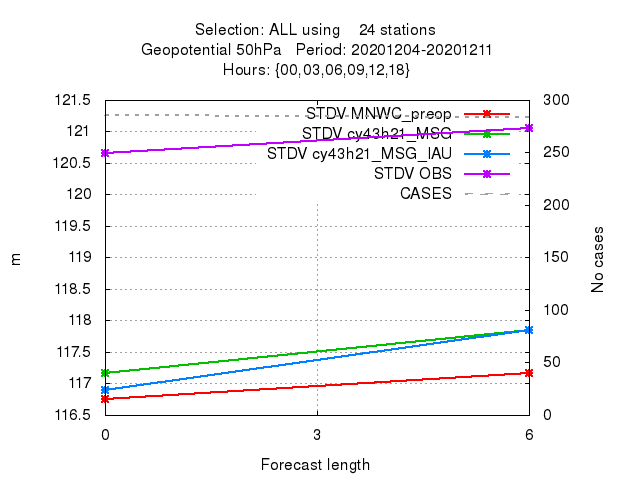 Selection: ALL using    24 stations
Geopotential 50hPa   Period: 20201204-20201211
Hours: {00,03,06,09,12,18}
121.5
121
120.5
120
119.5
119
118.5
118
117.5
117
116.5
m
STDV MNWC_preop
STDV cy43h21_MSG
STDV cy43h21_MSG_IAU
STDV OBS
CASES
300
250
200
150
100
50
0
No cases
0 3 6
Forecast length